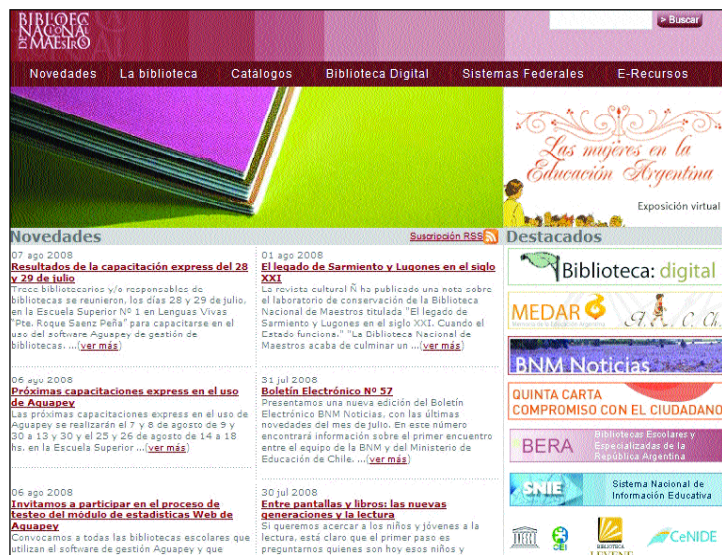 BIBLIOTECA
NACIONAL
DE MAESTROS
> Buscar
Novedades La biblioteca Catálogos Biblioteca Digital Sistemas Federales E-Recursos
Las mujeres en la
Educación Argentina
Exposición virtual
Novedades
Suscripción RSS
07 ago 2008
Resultados de la capacitación express del 28
y 29 de julio
Trece bibliotecarios y/o responsables de
bibliotecas se reunieron, los días 28 y 29 de julio,
en la Escuela Superior Nº 1 en Lenguas Vivas
"Pte. Roque Saenz Peña" para capacitarse en el
uso del software Aguapey de gestión de
bibliotecas. ...(ver más)
01 ago 2008
El legado de Sarmiento y Lugones en el siglo
XXI
La revista cultural Ñ ha publicado una nota sobre
el laboratorio de conservación de la Biblioteca
Nacional de Maestros titulada "El legado de
Sarmiento y Lugones en el siglo XXI. Cuando el
Estado funciona." "La Biblioteca Nacional de
Maestros acaba de culminar un ...(ver más)
06 ago 2008
Próximas capacitaciones express en el uso
de Aguapey
Las próximas capacitaciones express en el uso de
Aguapey se realizarán el 7 y 8 de agosto de 9 y
30 a 13 y 30 y el 25 y 26 de agosto de 14 a 18
hs. en la Escuela Superior ...(ver más)
31 jul 2008
Boletín Electrónico Nº 57
Presentamos una nueva edición del Boletín
Electrónico BNM Noticias, con las últimas
novedades del mes de julio. En este número
encontrará información sobre el primer encuentro
entre el equipo de la BNM y del Ministerio de
Educación de Chile. ...(ver más)
06 ago 2008
Invitamos a participar en el proceso de
testeo del módulo de estadísticas Web de
Aguapey
Convocamos a todas las bibliotecas escolares que
utilizan el software de gestión Aguapey y que
30 jul 2008
Entre pantallas y libros: las nuevas
generaciones y la lectura
Si queremos acercar a los niños y jóvenes a la
lectura, está claro que el primer paso es
preguntarnos quienes son hoy esos niños y
Destacados
Biblioteca: digital
MEDAR
BNM Noticias
QUINTA CARTA
COMPROMISO CON EL CIUDADANO
BERA
Bibliotecas Escolares y
Especializadas de la
República Argentina
SNIE
Sistema Nacional de
Información Educativa
CEI
BIBLIOTECA
CeNIDE